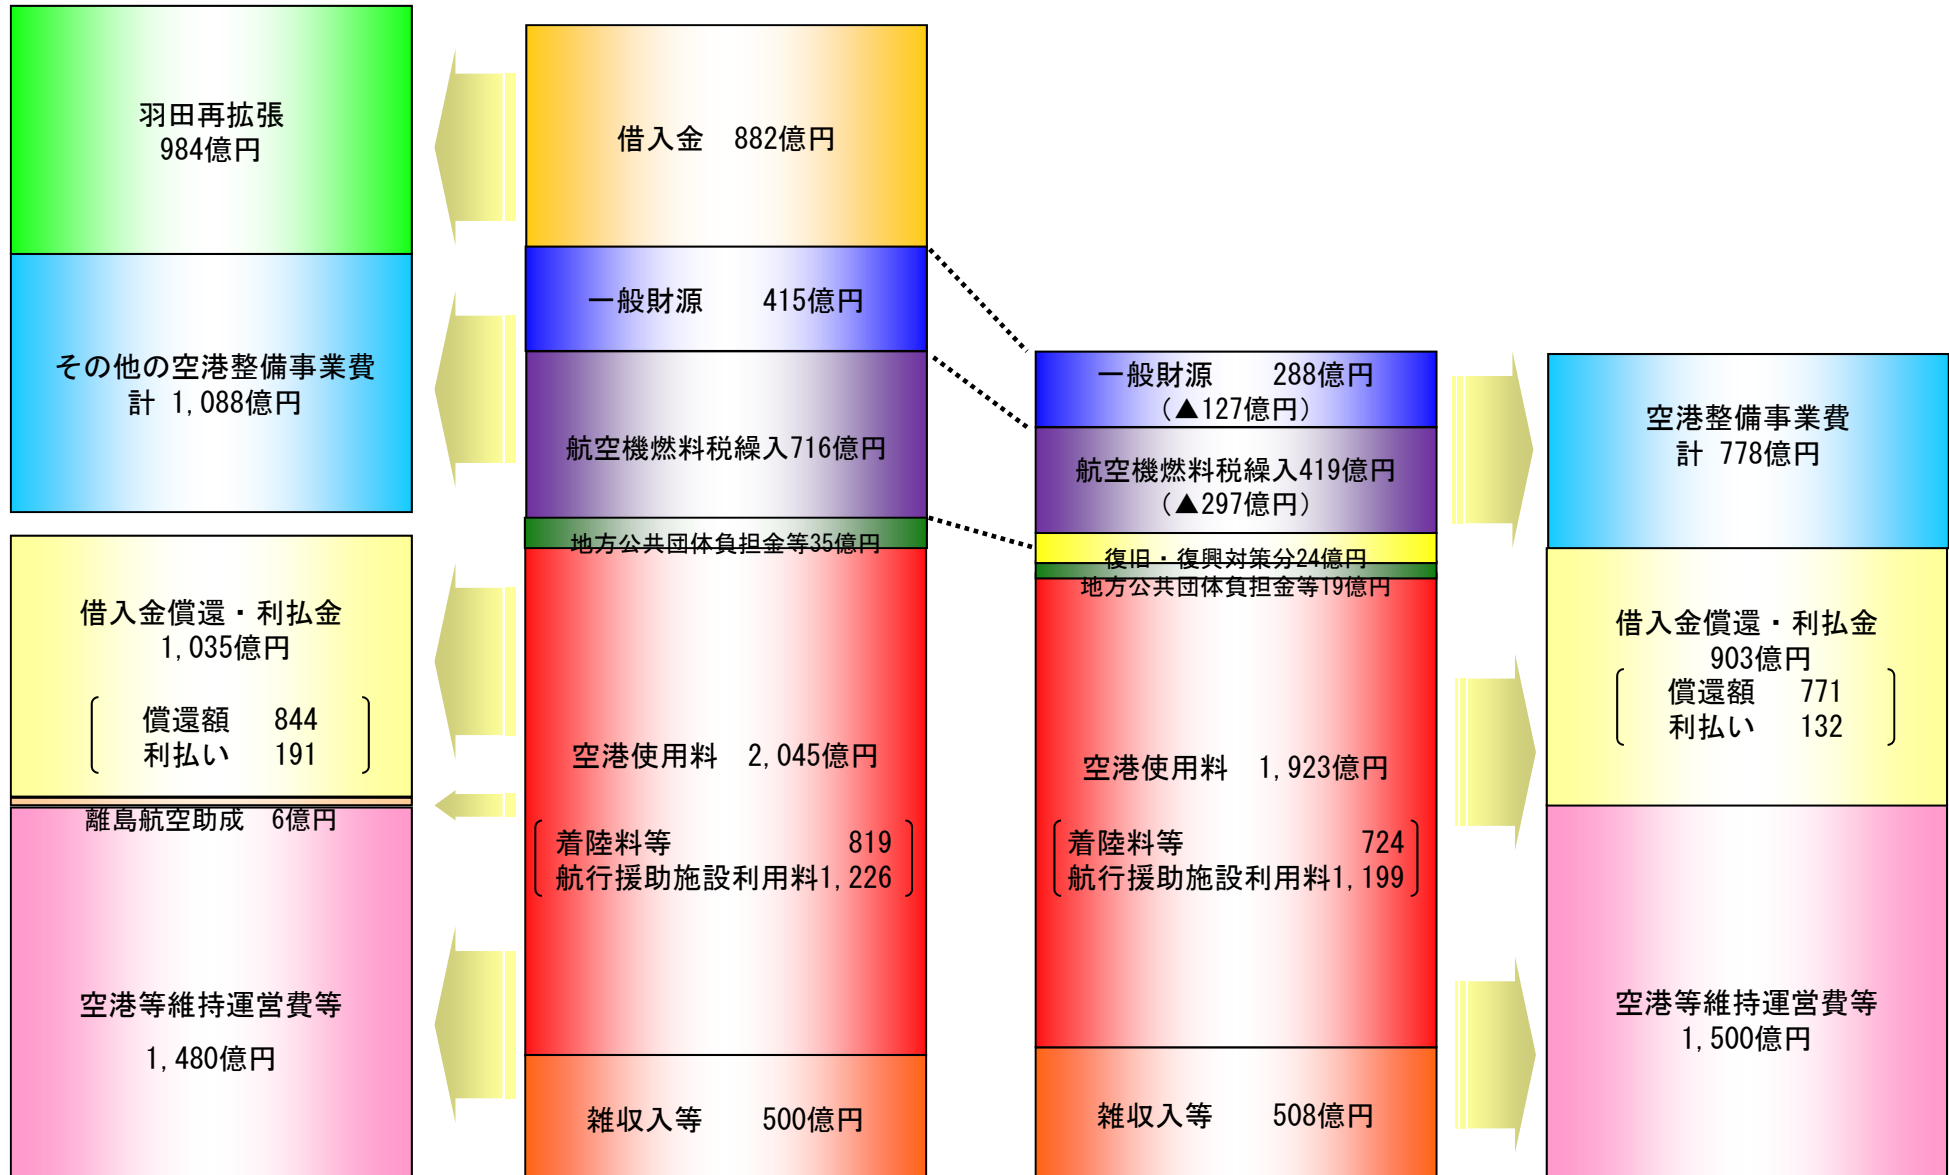 羽田再拡張
984億円
その他の空港整備事業費
計 1,088億円
借入金償還・利払金
1,035億円
償還額 844
利払い 191
離島航空助成 6億円
空港等維持運営費等
1,480億円
借入金 882億円
一般財源 415億円
航空機燃料税繰入716億円
地方公共団体負担金等35億円
空港使用料 2,045億円
着陸料等 819
航行援助施設利用料1,226
雑収入等 500億円
一般財源 288億円
（▲127億円）
航空機燃料税繰入419億円
（▲297億円）
復旧・復興対策分24億円
地方公共団体負担金等19億円
空港使用料 1,923億円
着陸料等 724
航行援助施設利用料1,199
雑収入等 508億円
空港整備事業費
計 778億円
借入金償還・利払金
903億円
償還額 771
利払い 132
空港等維持運営費等
1,500億円